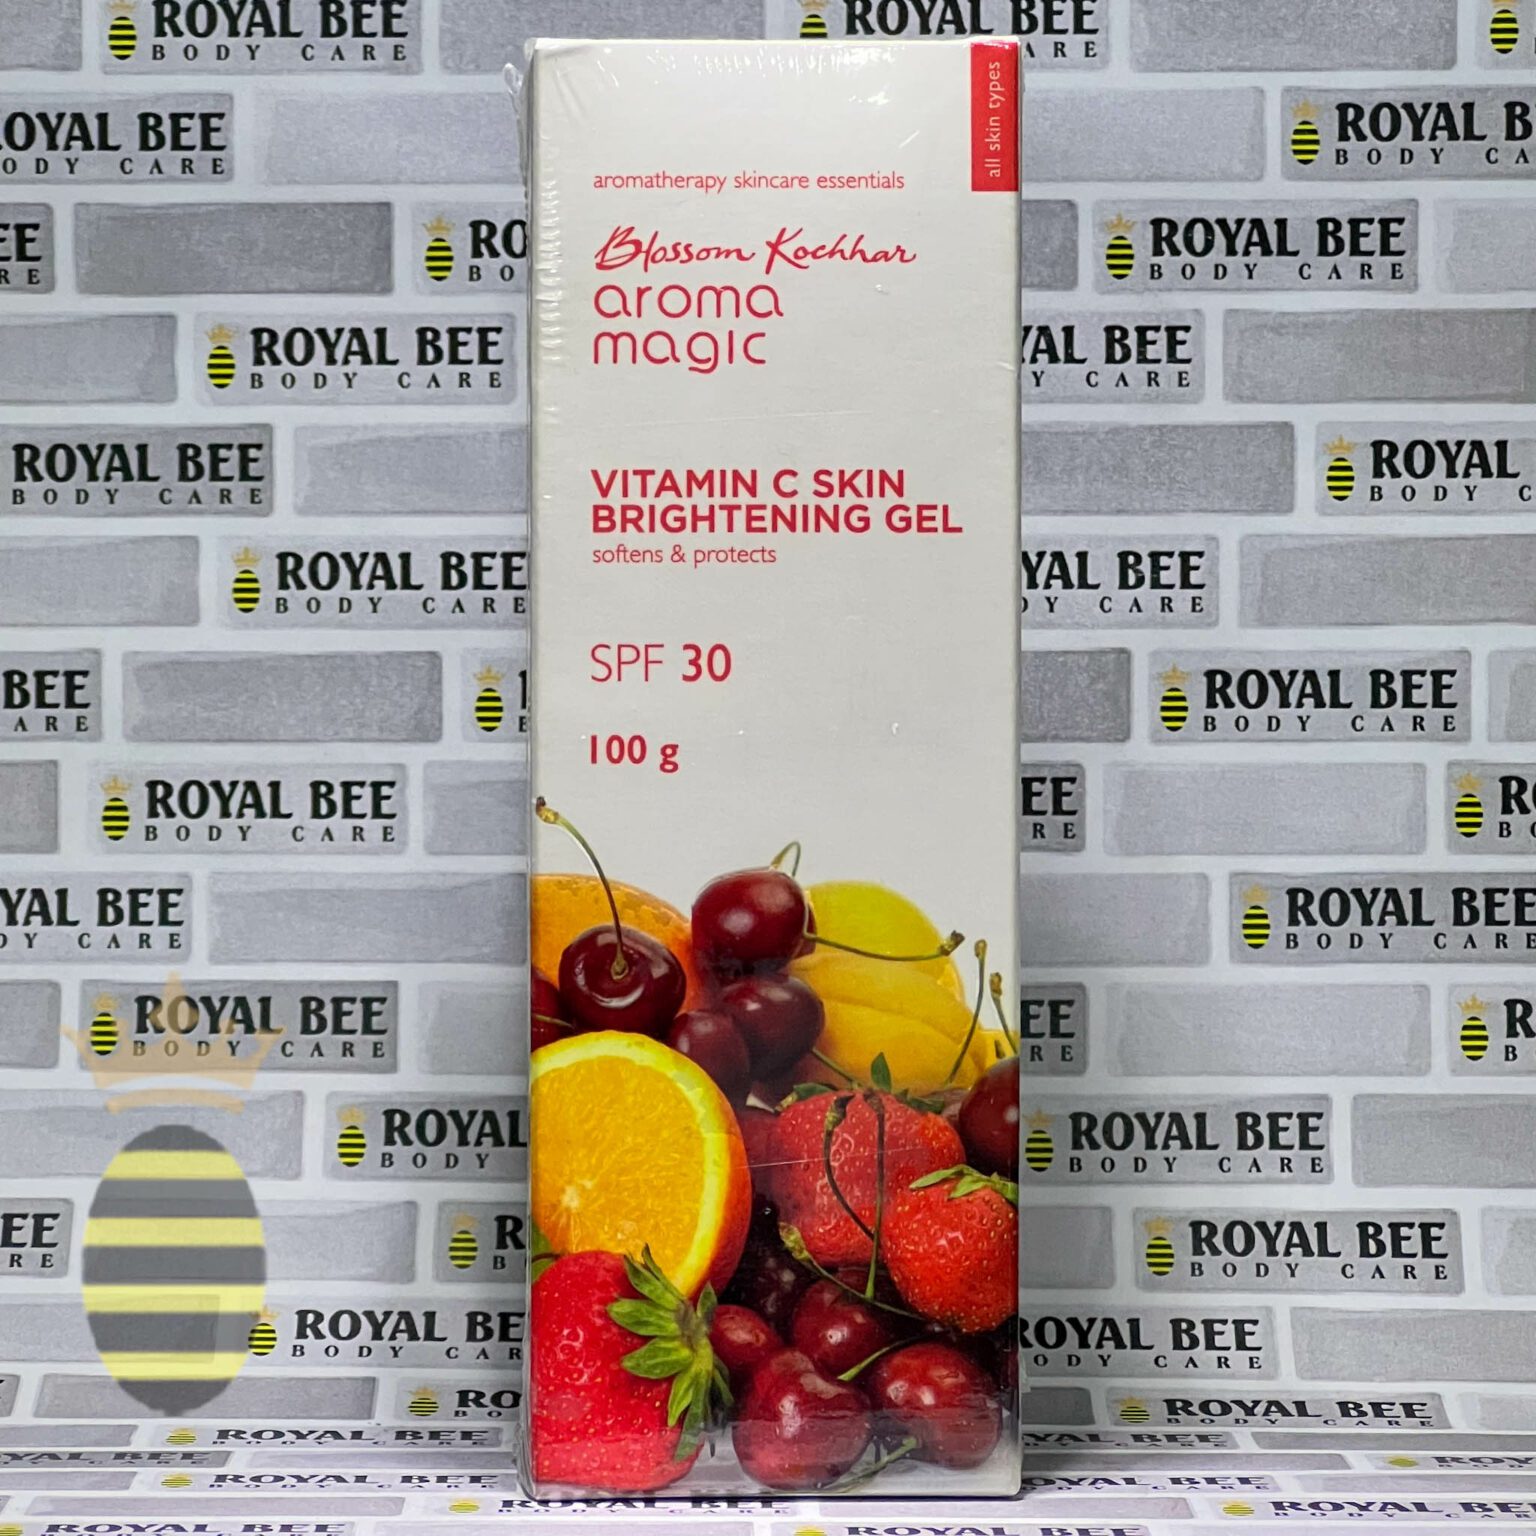 all skin types
aromatherapy skincare essentials
Blossom Kochhar
aroma
magic
VITAMIN C SKIN
BRIGHTENING GEL
softens & protects
SPF 30
100 g
ROYAL BEE
BODY CARE